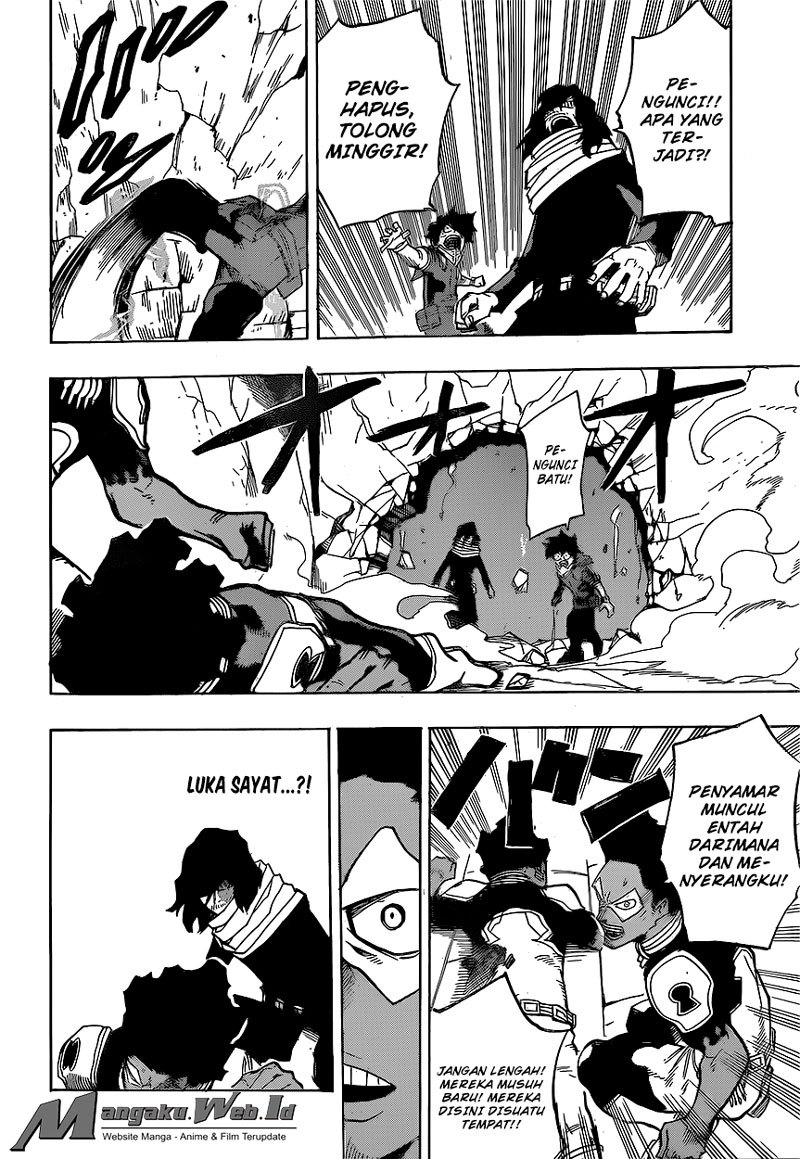 PE-
NGUNCI!!
APA YANG
TER-
JADI?!
PENG-
HAPUS,
TOLONG
MINGGIR!
PE-
NGUNCI
BATU!
PENYAMAR
MUNCUL
ENTAH
DARIMANA
DAN ME-
NYERANGKU!
JANGAN LENGAH!
MEREKA MUSUH
BARU! MEREKA
DISINI DISUATU
TEMPAT!!
LUKA SAYAT...?!
Mangaku.Web.Id
Website Manga - Anime & Film Terupdate